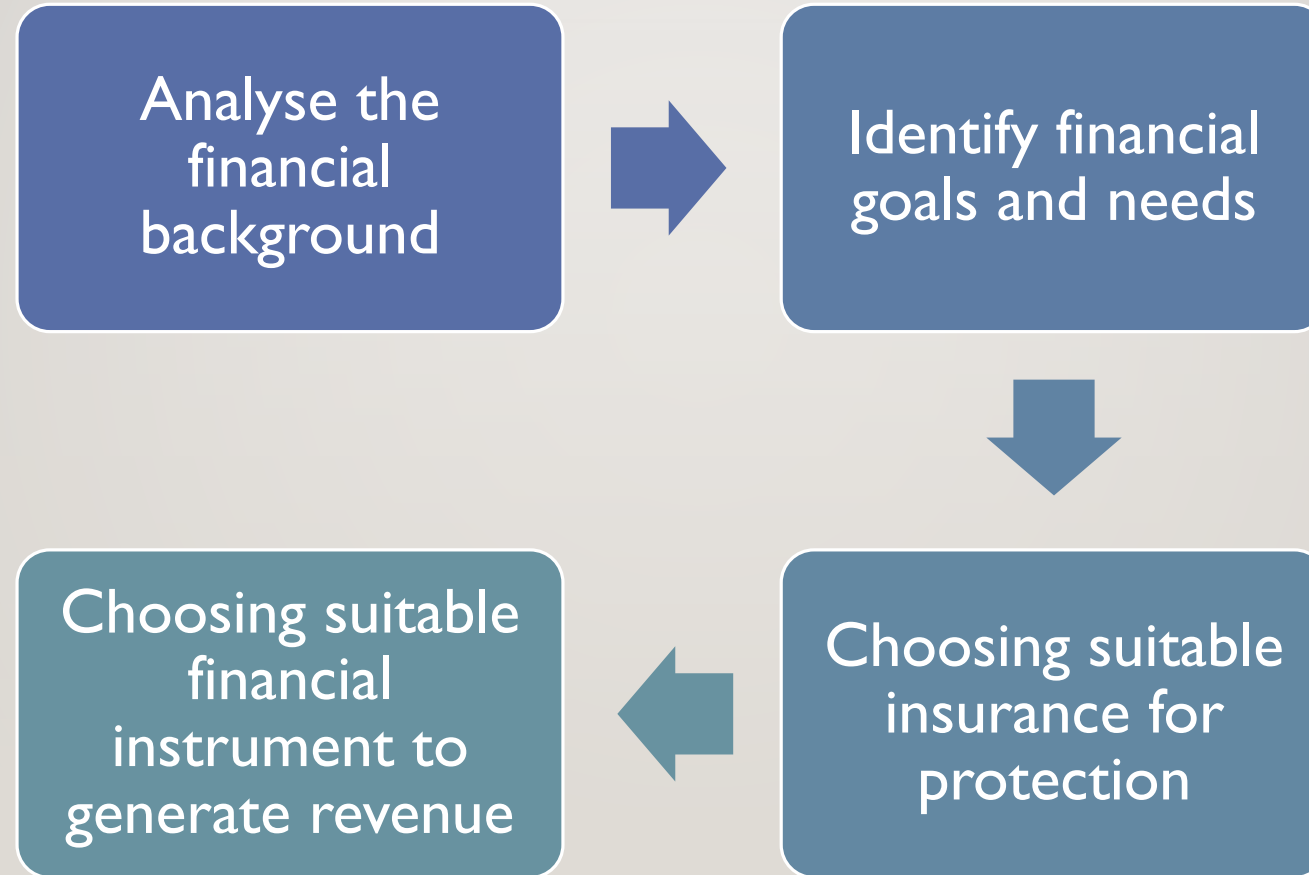 Analyse the
financial
background
Identify financial
goals and needs
Choosing suitable
insurance for
protection
Choosing suitable
financial
instrument to
generate revenue